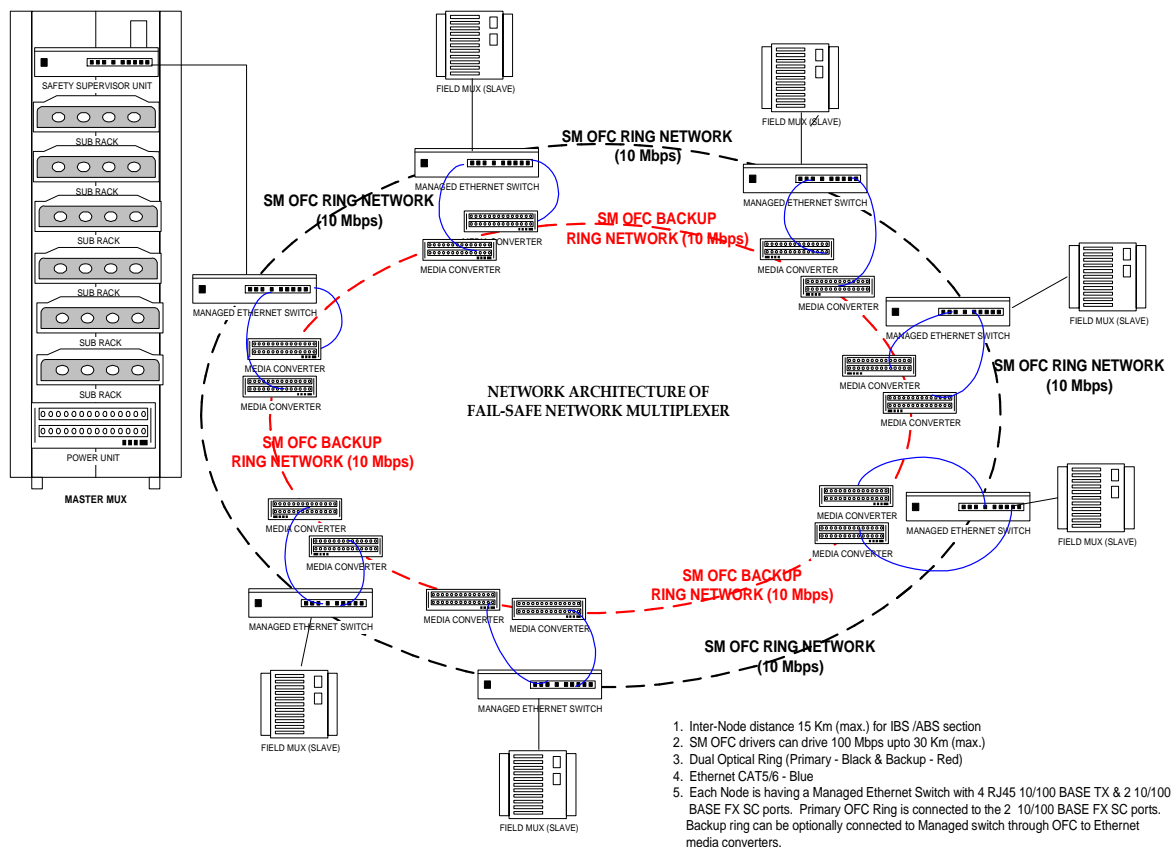 SAFETY SUPERVISOR UNIT
SUB RACK
SUB RACK
SUB RACK
SUB RACK
SUB RACK
SUB RACK
POWER UNIT
MASTER MUX
FIELD MUX (SLAVE)
FIELD MUX (SLAVE)
SM OFC RING NETWORK
(10 Mbps)
MANAGED ETHERNET SWITCH
MANAGED ETHERNET SWITCH
SM OFC RING NETWORK
(10 Mbps)
SM OFC BACKUP
RING NETWORK (10 Mbps)
CONVERTER
MEDIA CONVERTER
MEDIA CONVERTER
MEDIA CONVERTER
MANAGED ETHERNET SWITCH
MEDIA CONVERTER
MEDIA CONVERTER
FIELD MUX (SLAVE)
MANAGED ETHERNET SWITCH
MEDIA CONVERTER
MEDIA CONVERTER
SM OFC RING NETWORK
(10 Mbps)
NETWORK ARCHITECTURE OF
FAIL-SAFE NETWORK MULTIPLEXER
SM OFC BACKUP
RING NETWORK (10 Mbps)
MEDIA CONVERTER
MEDIA CONVERTER
MANAGED ETHERNET SWITCH
FIELD MUX (SLAVE)
MEDIA CONVERTER
MEDIA CONVERTER
MANAGED ETHERNET SWITCH
SM OFC BACKUP
RING NETWORK (10 Mbps)
MEDIA CONVERTER
MEDIA CONVERTER
SM OFC RING NETWORK
(10 Mbps)
MANAGED ETHERNET SWITCH
FIELD MUX (SLAVE)
FIELD MUX (SLAVE)
1. Inter-Node distance 15 Km (max.) for IBS /ABS section
2. SM OFC drivers can drive 100 Mbps upto 30 Km (max.)
3. Dual Optical Ring (Primary - Black & Backup - Red)
4. Ethernet CAT5/6 - Blue
5. Each Node is having a Managed Ethernet Switch with 4 RJ45 10/100 BASE TX & 2 10/100
BASE FX SC ports. Primary OFC Ring is connected to the 2 10/100 BASE FX SC ports.
Backup ring can be optionally connected to Managed switch through OFC to Ethernet
media converters.